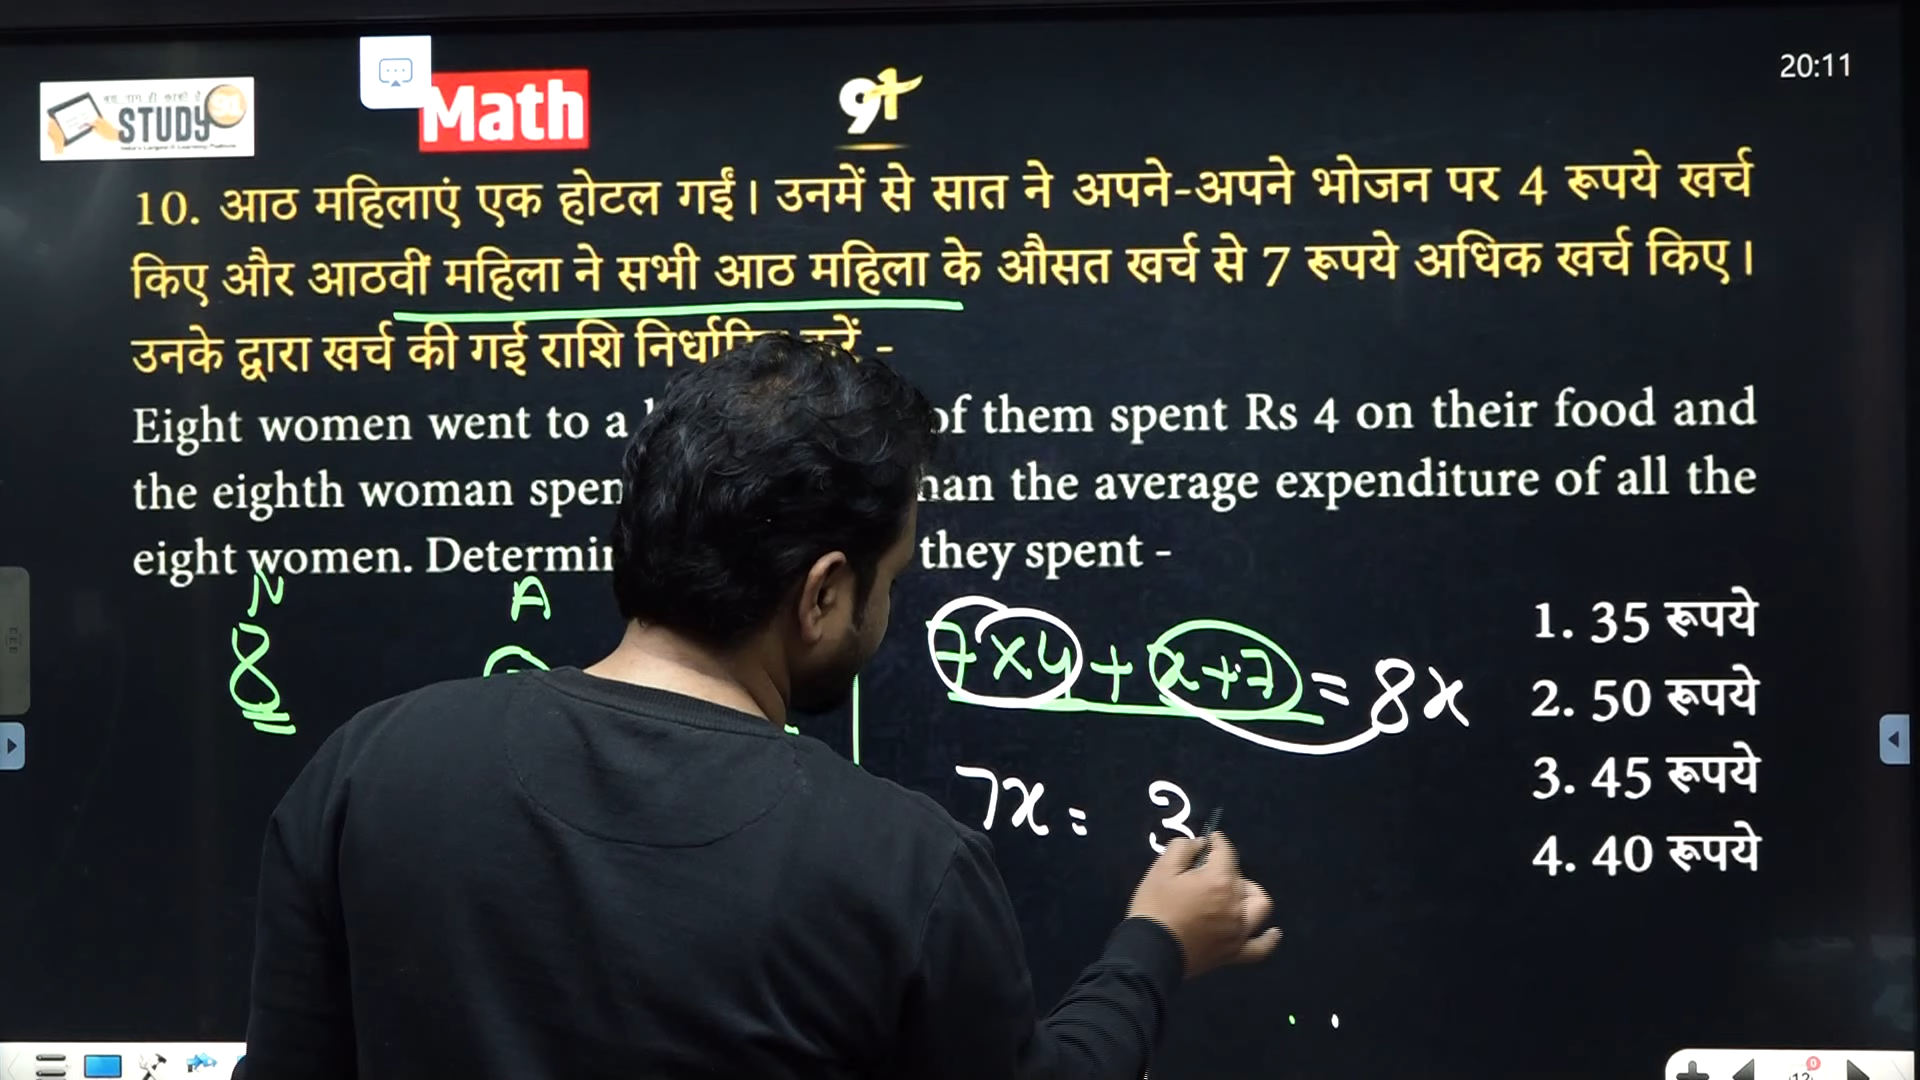 STUDY 91
Math
9+
20:11
10. आठ महिलाएं एक होटल गईं। उनमें से सात ने अपने-अपने भोजन पर 4 रूपये खर्च
किए और आठवीं महिला ने सभी आठ महिला के औसत खर्च से 7 रूपये अधिक खर्च किए।
उनके द्वारा खर्च की गई राशि -
Eight women went to a of them spent Rs 4 on their food and
the eighth woman the average expenditure of all the
eight women. they spent -
N
8
A
7×4 + x+7 = 8x
7x = 3
1. 35 रूपये
2. 50 रूपये
3. 45 रूपये
4. 40 रूपये
12